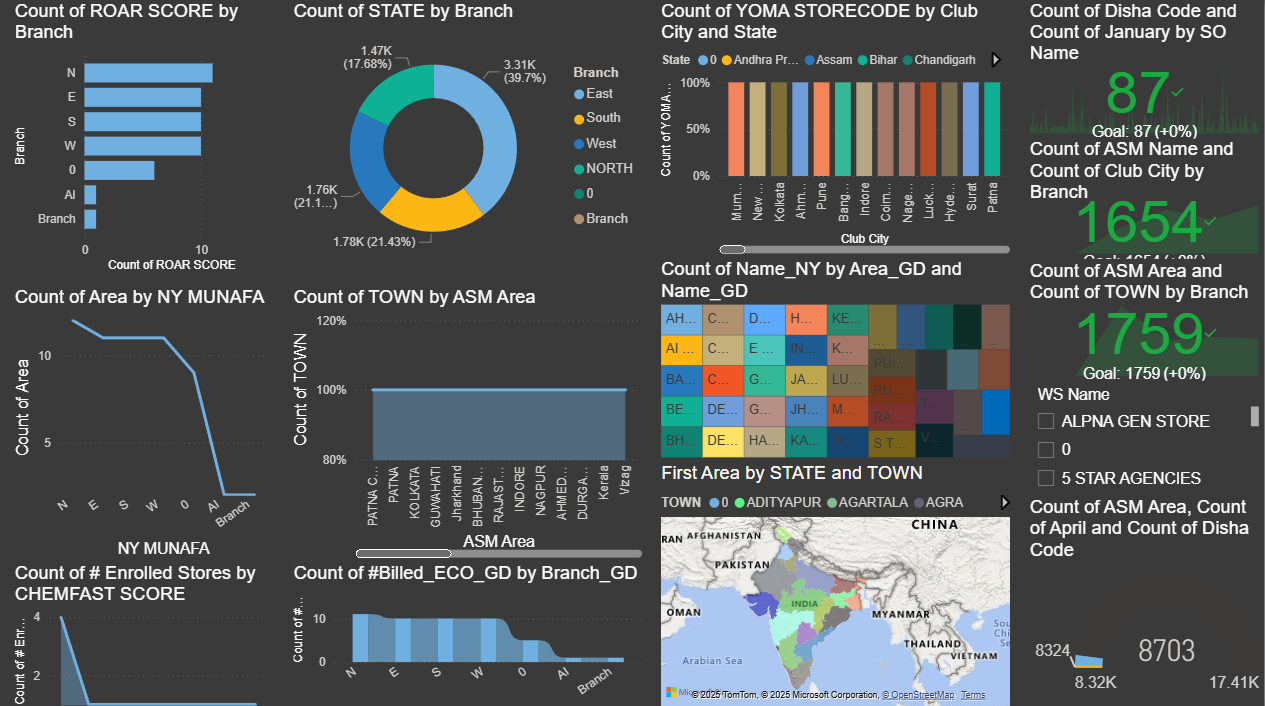 Count of ROAR SCORE by
Branch
Branch
N
E
S
W
0
AI
Branch
0
10
Count of ROAR SCORE
Count of STATE by Branch
1.47K
(17.68%)
3.31K
(39.7%)
1.76K
(21.1...)
1.78K (21.43%)
Branch
East
South
West
NORTH
0
Branch
Count of YOMA STORECODE by Club
City and State
State
0
Andhra Pr...
Assam
Bihar
Chandigarh
Count of YOMA...
100%
50%
0%
Mum...
New ...
Kolkata
Ahm...
Pune
Bang...
Indore
Coim...
Nage...
Luck...
Hyde...
Surat
Patna
Club City
Count of Disha Code and
Count of January by SO
Name
87
Goal: 87 (+0%)
Count of ASM Name and
Count of Club City by
Branch
1654
Goal: 1654 (+0%)
Count of ASM Area and
Count of TOWN by Branch
1759
Goal: 1759 (+0%)
WS Name
ALPNA GEN STORE
0
5 STAR AGENCIES
Count of ASM Area, Count
of April and Count of Disha
Code
8324
8703
8.32K
17.41K
Count of Area by NY MUNAFA
Count of Area
10
5
N
E
S
W
0
AI
Branch
NY MUNAFA
Count of TOWN by ASM Area
Count of TOWN
120%
100%
80%
PATNA C...
PATNA
KOLKATA
GUWAHATI
Jharkhand
BHUBAN...
RAJAST...
INDORE
NAGPUR
AHMED...
DURGA...
Kerala
Vizag
ASM Area
Count of Name_NY by Area_GD and
Name_GD
AH...
C...
D...
H...
KE...
AI ...
C...
E ...
IN...
K...
PU...
BA...
C...
G...
JA...
LU...
PU...
BE...
DE...
G...
JH...
M...
RA...
T...
BH...
DE...
HA...
KA...
S T...
V...
First Area by STATE and TOWN
TOWN
0
ADITYAPUR
AGARTALA
AGRA
CHINA
RAN
AFGHANISTAN
PAKISTAN
OMAN
INDIA
MYANMAR
THAILAND
VIETNAM
Arabian Sea
Sou
Chi
Se
© 2025 TomTom, © 2025 Microsoft Corporation, © OpenStreetMap
Terms
Count of # Enrolled Stores by
CHEMFAST SCORE
Count of # Enr...
4
2
Count of #Billed_ECO_GD by Branch_GD
Count of #...
10
0
N
E
S
W
0
AI
Branch